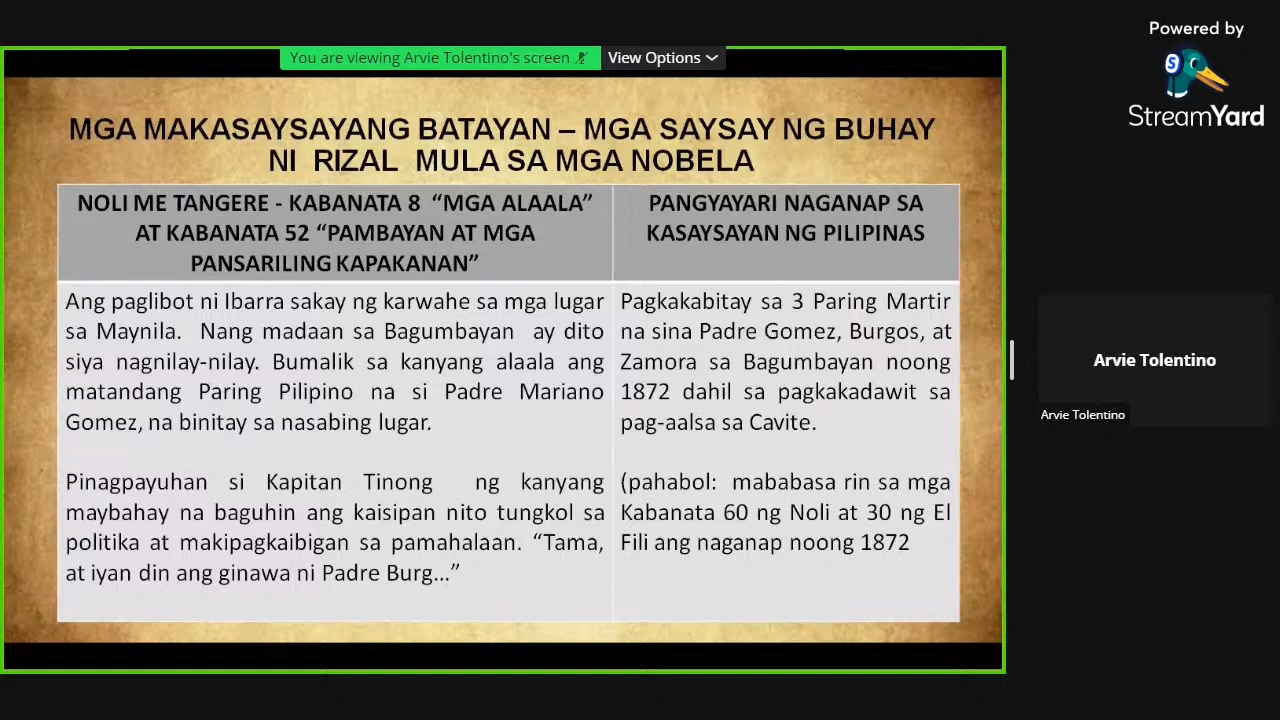 Powered by
StreamYard
You are viewing Arvie Tolentino's screen
View Options
MGA MAKASAYSAYANG BATAYAN – MGA SAYSAY NG BUHAY
NI RIZAL MULA SA MGA NOBELA
NOLI ME TANGERE - KABANATA 8 “MGA ALAALA”
AT KABANATA 52 “PAMBAYAN AT MGA
PANSARILING KAPAKANAN”
PANGYAYARI NAGANAP SA
KASAYSAYAN NG PILIPINAS
Ang paglibot ni Ibarra sakay ng karwahe sa mga lugar
sa Maynila. Nang madaan sa Bagumbayan ay dito
siya nagnilay-nilay. Bumalik sa kanyang alaala ang
matandang Paring Pilipino na si Padre Mariano
Gomez, na binitay sa nasabing lugar.
Pinagpayuhan si Kapitan Tinong ng kanyang
maybahay na baguhin ang kaisipan nito tungkol sa
politika at makipagkaibigan sa pamahalaan. “Tama,
at iyan din ang ginawa ni Padre Burg...”
Pagkakabitay sa 3 Paring Martir
na sina Padre Gomez, Burgos, at
Zamora sa Bagumbayan noong
1872 dahil sa pagkakadawit sa
pag-aalsa sa Cavite.
(pahabol: mababasa rin sa mga
Kabanata 60 ng Noli at 30 ng El
Fili ang naganap noong 1872
Arvie Tolentino
Arvie Tolentino